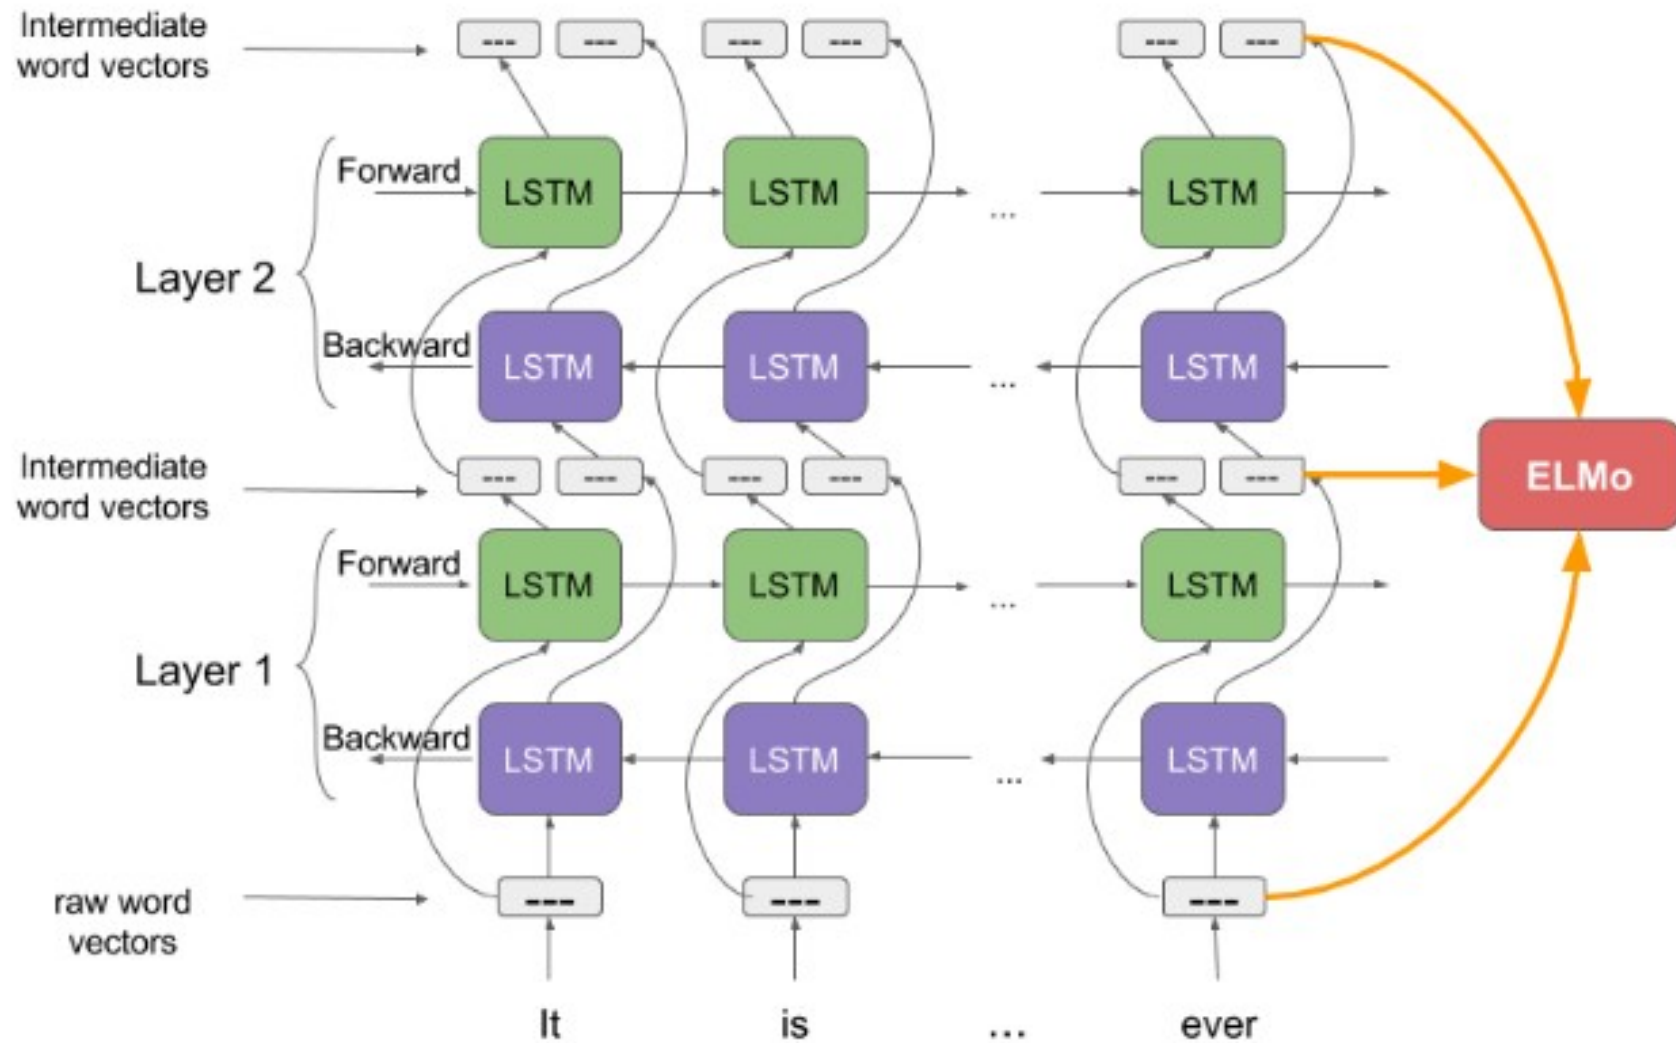 Intermediate
word vectors
--- --- --- --- --- ---
Forward
LSTM LSTM ... LSTM
Layer 2
Backward
LSTM LSTM ... LSTM
Intermediate
word vectors
--- --- --- --- --- ---
ELMo
Forward
LSTM LSTM ... LSTM
Layer 1
Backward
LSTM LSTM ... LSTM
raw word
vectors
--- --- ---
It is ... ever